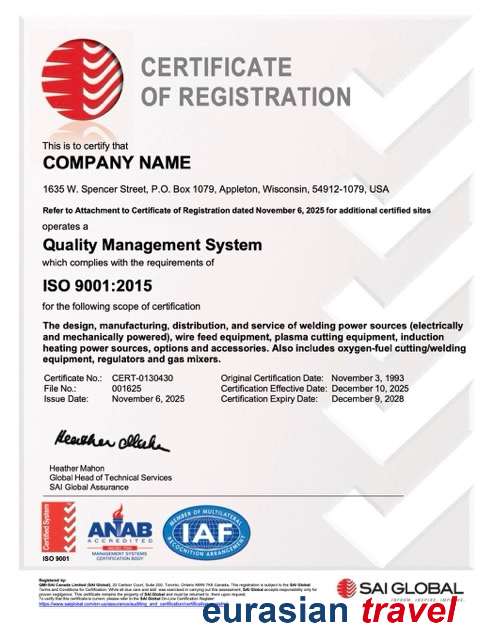 CERTIFICATE
OF REGISTRATION
This is to certify that
COMPANY NAME
1635 W. Spencer Street, P.O. Box 1079, Appleton, Wisconsin, 54912-1079, USA
Refer to Attachment to Certificate of Registration dated November 6, 2025 for additional certified sites
operates a
Quality Management System
which complies with the requirements of
ISO 9001:2015
for the following scope of certification
The design, manufacturing, distribution, and service of welding power sources (electrically
and mechanically powered), wire feed equipment, plasma cutting equipment, induction
heating power sources, options and accessories. Also includes oxygen-fuel cutting/welding
equipment, regulators and gas mixers.
Certificate No.: CERT-0130430 Original Certification Date: November 3, 1993
File No.: 001625 Certification Effective Date: December 10, 2025
Issue Date: November 6, 2025 Certification Expiry Date: December 9, 2028
Heather Mahon
Global Head of Technical Services
SAI Global Assurance
Certified System
ISO 9001
ANAB
ACCREDITED
MANAGEMENT SYSTEMS
CERTIFICATION BODY
MEMBER OF MULTILATERAL
IAF
RECOGNITION ARRANGEMENT
Registered by:
SAI GLOBAL
eurasian travel